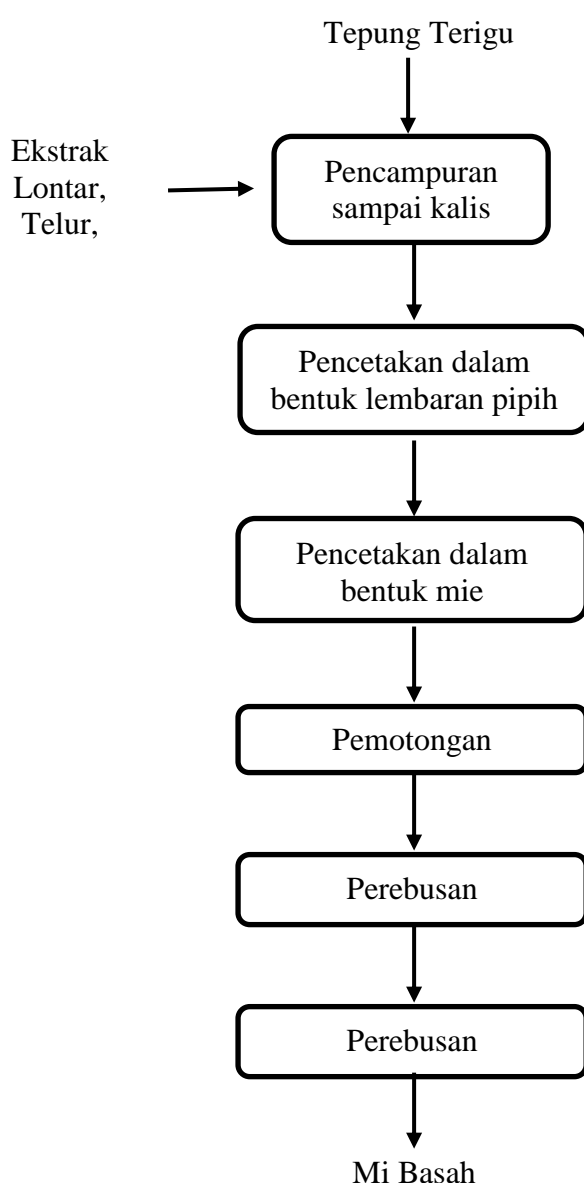 Tepung Terigu
Ekstrak
Lontar,
Telur,
Pencampuran
sampai kalis
Pencetakan dalam
bentuk lembaran pipih
Pencetakan dalam
bentuk mie
Pemotongan
Perebusan
Perebusan
Mi Basah